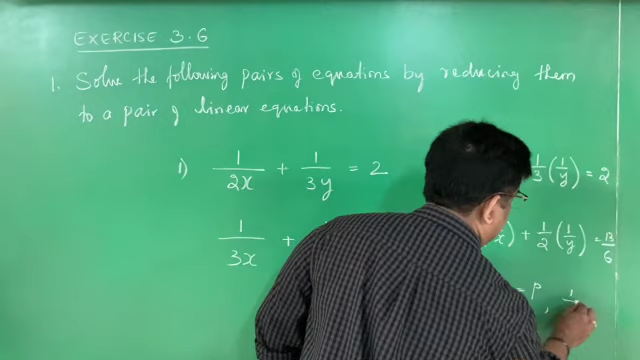 EXERCISE 3.6
1. Solve the following pairs of equations by reducing them
to a pair of linear equations.
i) 1/2x + 1/3y = 2
1/3(1/y) = 2
1/3x +
) + 1/2(1/y) = 13/6
= p, 1